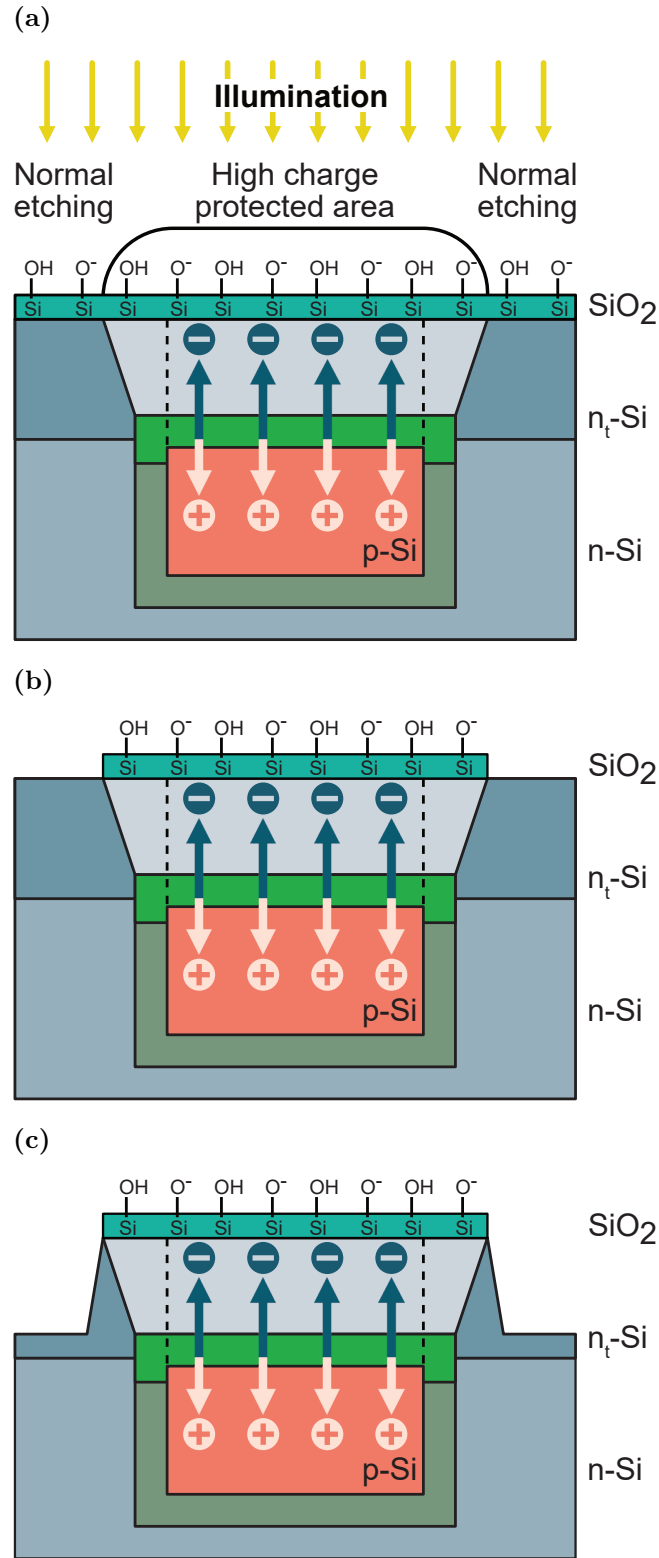 (a)
Illumination
Normal etching
High charge protected area
Normal etching
OH O⁻ OH O⁻ OH O⁻ OH O⁻ OH O⁻
Si Si Si Si Si Si Si Si Si Si
SiO₂
− − − −
nₜ-Si
+ + + +
p-Si
n-Si
(b)
OH O⁻ OH O⁻ OH O⁻ OH O⁻
Si Si Si Si Si Si Si Si
SiO₂
− − − −
nₜ-Si
+ + + +
p-Si
n-Si
(c)
OH O⁻ OH O⁻ OH O⁻ OH O⁻
Si Si Si Si Si Si Si Si
SiO₂
− − − −
nₜ-Si
+ + + +
p-Si
n-Si